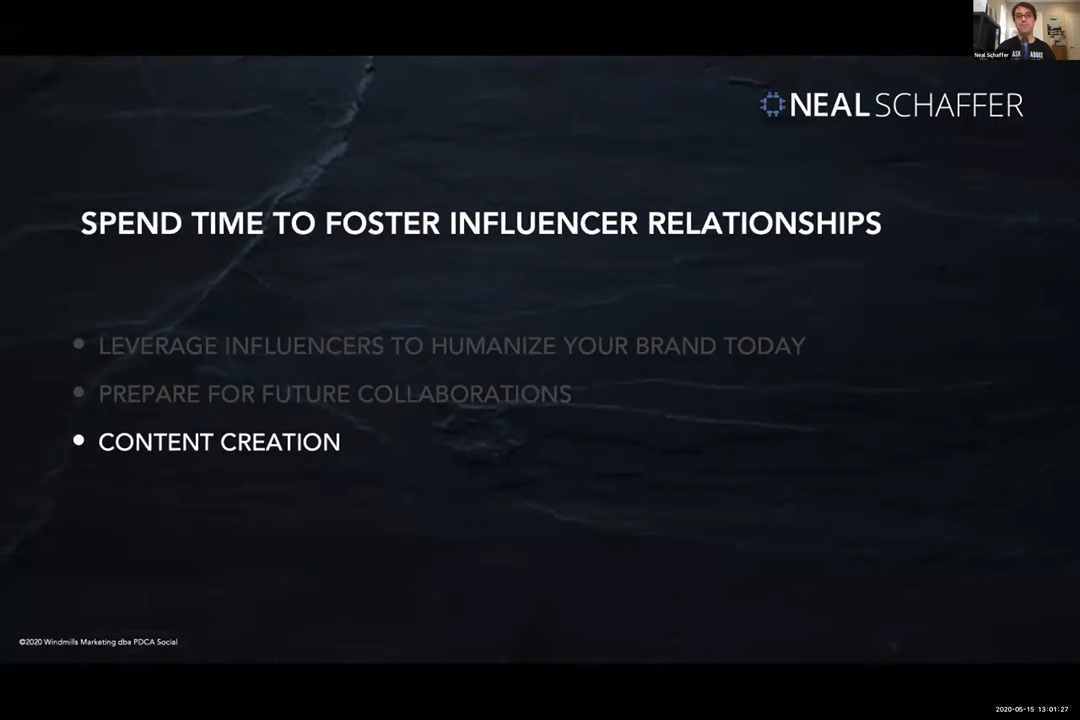 Neal Schaffer
NEAL SCHAFFER
SPEND TIME TO FOSTER INFLUENCER RELATIONSHIPS
• LEVERAGE INFLUENCERS TO HUMANIZE YOUR BRAND TODAY
• PREPARE FOR FUTURE COLLABORATIONS
• CONTENT CREATION
©2020 Windmills Marketing dba PDCA Social
2020-05-15 13:01:27